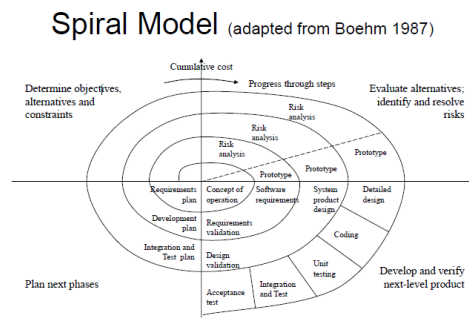 Spiral Model (adapted from Boehm 1987)
Cumulative cost
Progress through steps
Determine objectives,
alternatives and
constraints
Evaluate alternatives;
identify and resolve
risks
Risk
analysis
Risk
analysis
Risk
analysis
Prototype
Prototype
Prototype
Requirements
plan
Concept of
operation
Software
requirements
System
product
design
Detailed
design
Development
plan
Requirements
validation
Coding
Integration and
Test plan
Design
validation
Unit
testing
Integration
and Test
Acceptance
test
Plan next phases
Develop and verify
next-level product